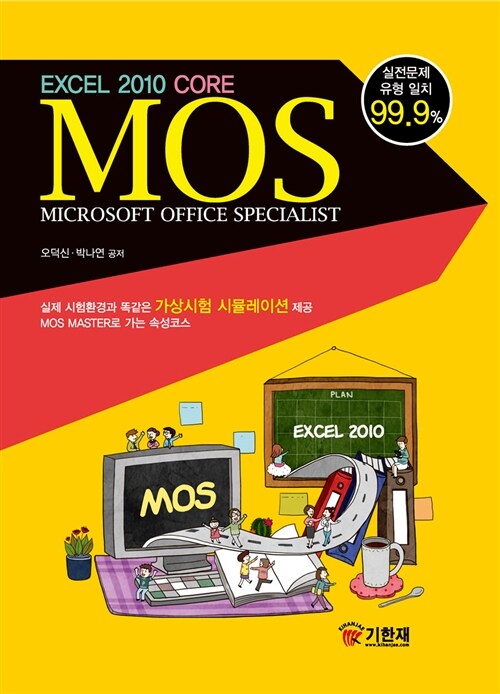 실전문제
유형 일치
99.9%
EXCEL 2010 CORE
MOS
MICROSOFT OFFICE SPECIALIST
오덕신 · 박나연 공저
실제 시험환경과 똑같은 가상시험 시뮬레이션 제공
MOS MASTER로 가는 속성코스
PLAN
EXCEL 2010
MOS
KIHANJAE
기한재
www.kihanjae.com